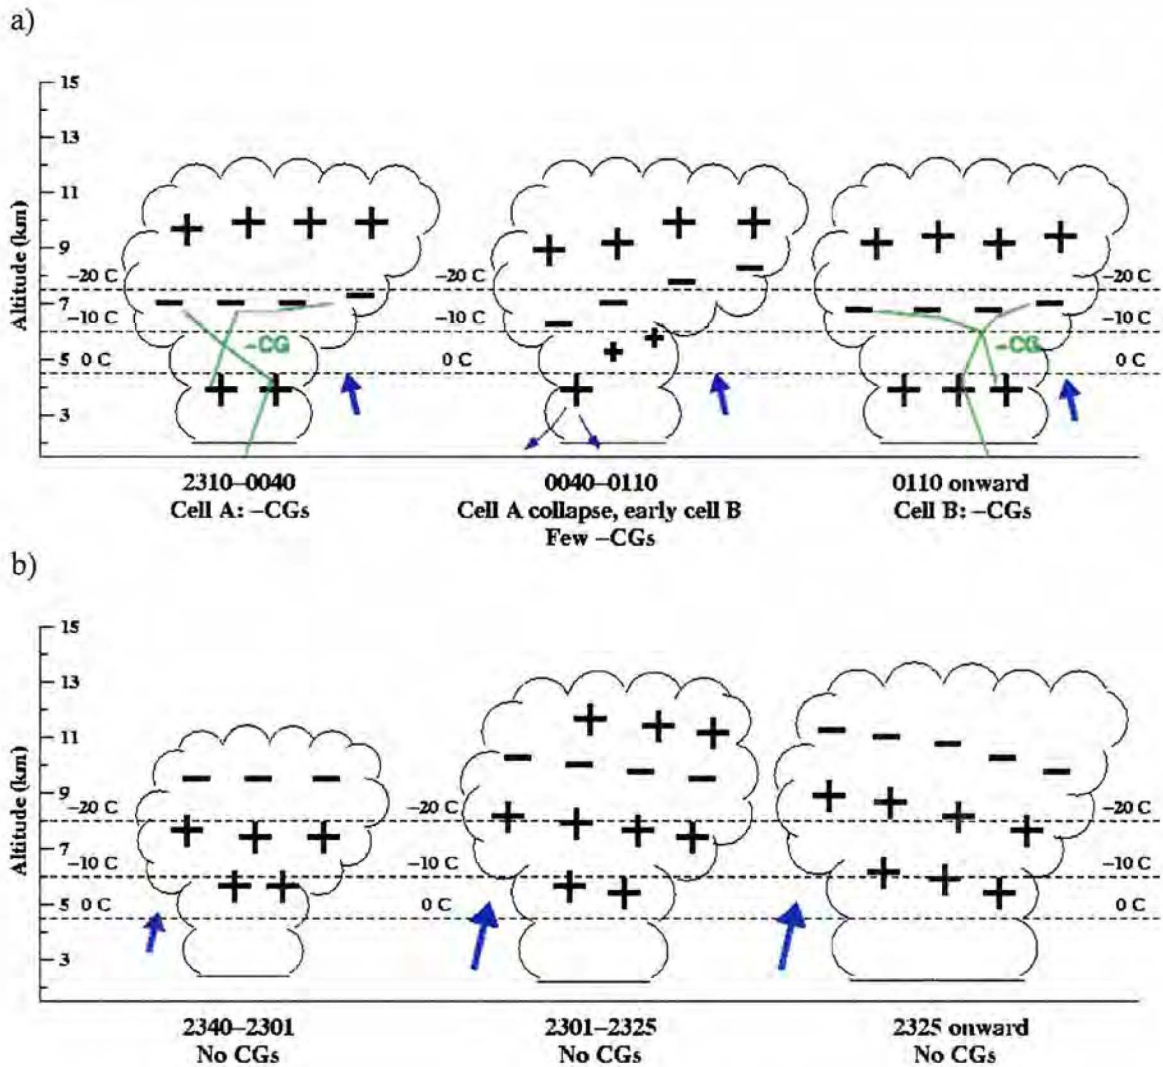 a)
15
13
11
9
7
5
3
Altitude (km)
−20 C
−10 C
0 C
−20 C
−10 C
0 C
−20 C
−10 C
0 C
−CG
−CG
2310–0040
Cell A: −CGs
0040–0110
Cell A collapse, early cell B
Few −CGs
0110 onward
Cell B: −CGs
b)
15
13
11
9
7
5
3
Altitude (km)
−20 C
−10 C
0 C
−20 C
−10 C
0 C
−20 C
−10 C
0 C
2340–2301
No CGs
2301–2325
No CGs
2325 onward
No CGs